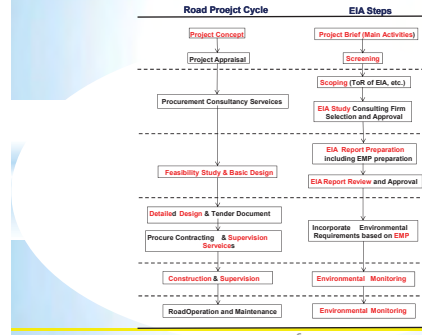 Road Proejct Cycle
EIA Steps
Project Concept
Project Brief (Main Activities)
Project Appraisal
Screening
Scoping (ToR of EIA, etc.)
Procurement Consultancy Serveices
EIA Study Consulting Firm
Selection and Approval
EIA Report Preparation
including EMP preparation
Feasibility Study & Basic Design
EIA Report Review and Approval
Detailed Design & Tender Document
Incorporate Environmental
Requirements based on EMP
Procure Contracting & Supervision
Serveices
Construction & Supervision
Environmental Monitoring
RoadOperation and Maintenance
Environmental Monitoring